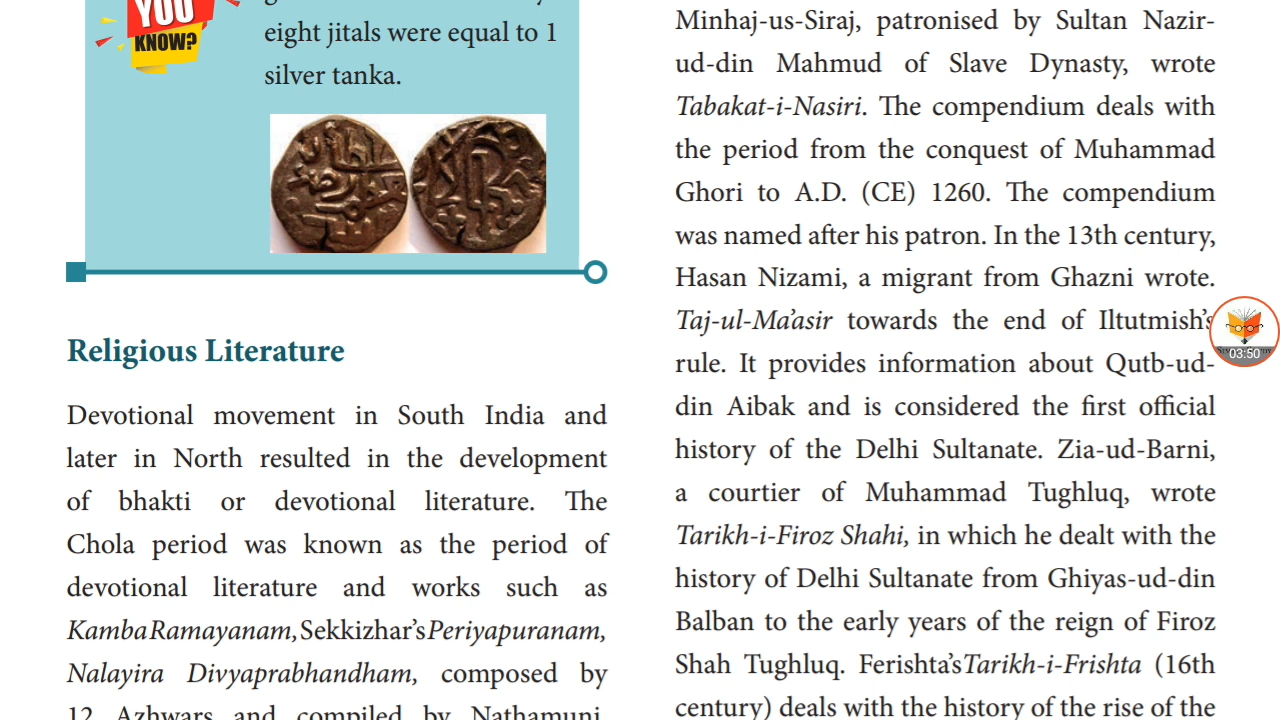 YOU
KNOW?
eight jitals were equal to 1
silver tanka.
Religious Literature
Devotional movement in South India and
later in North resulted in the development
of bhakti or devotional literature. The
Chola period was known as the period of
devotional literature and works such as
Kamba Ramayanam, Sekkizhar's Periyapuranam,
Nalayira Divyaprabhandham, composed by
12 Azhwars and compiled by Nathamuni,
Minhaj-us-Siraj, patronised by Sultan Nazir-
ud-din Mahmud of Slave Dynasty, wrote
Tabakat-i-Nasiri. The compendium deals with
the period from the conquest of Muhammad
Ghori to A.D. (CE) 1260. The compendium
was named after his patron. In the 13th century,
Hasan Nizami, a migrant from Ghazni wrote.
Taj-ul-Ma'asir towards the end of Iltutmish's
rule. It provides information about Qutb-ud-
din Aibak and is considered the first official
history of the Delhi Sultanate. Zia-ud-Barni,
a courtier of Muhammad Tughluq, wrote
Tarikh-i-Firoz Shahi, in which he dealt with the
history of Delhi Sultanate from Ghiyas-ud-din
Balban to the early years of the reign of Firoz
Shah Tughluq. Ferishta's Tarikh-i-Frishta (16th
century) deals with the history of the rise of the
03:50